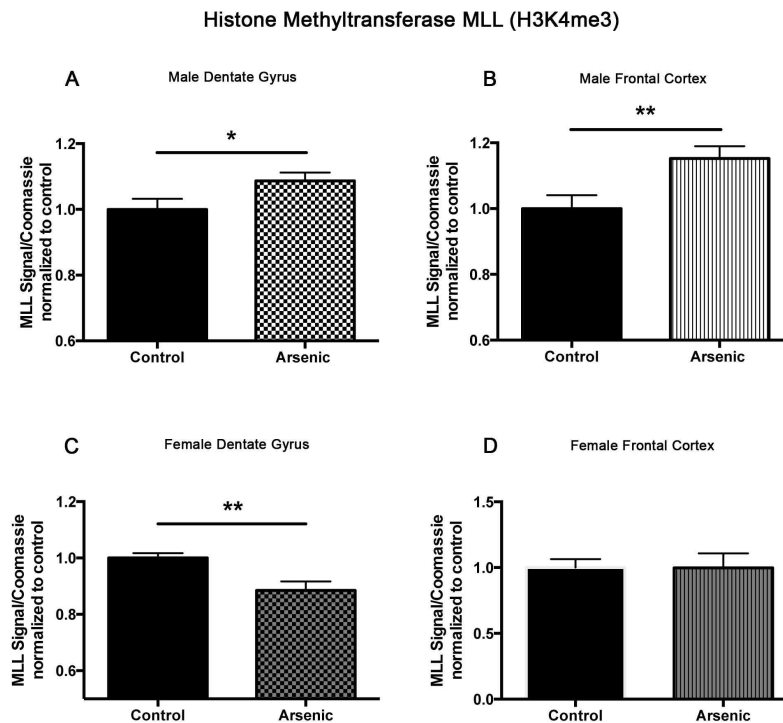 Histone Methyltransferase MLL (H3K4me3)
A
Male Dentate Gyrus
MLL Signal/Coomassie
normalized to control
1.2
1.0
0.8
0.6
*
Control
Arsenic
B
Male Frontal Cortex
MLL Signal/Coomassie
normalized to control
1.2
1.0
0.8
0.6
**
Control
Arsenic
C
Female Dentate Gyrus
MLL Signal/Coomassie
normalized to control
1.2
1.0
0.8
0.6
**
Control
Arsenic
D
Female Frontal Cortex
MLL Signal/Coomassie
normalized to control
1.5
1.0
0.5
0.0
Control
Arsenic